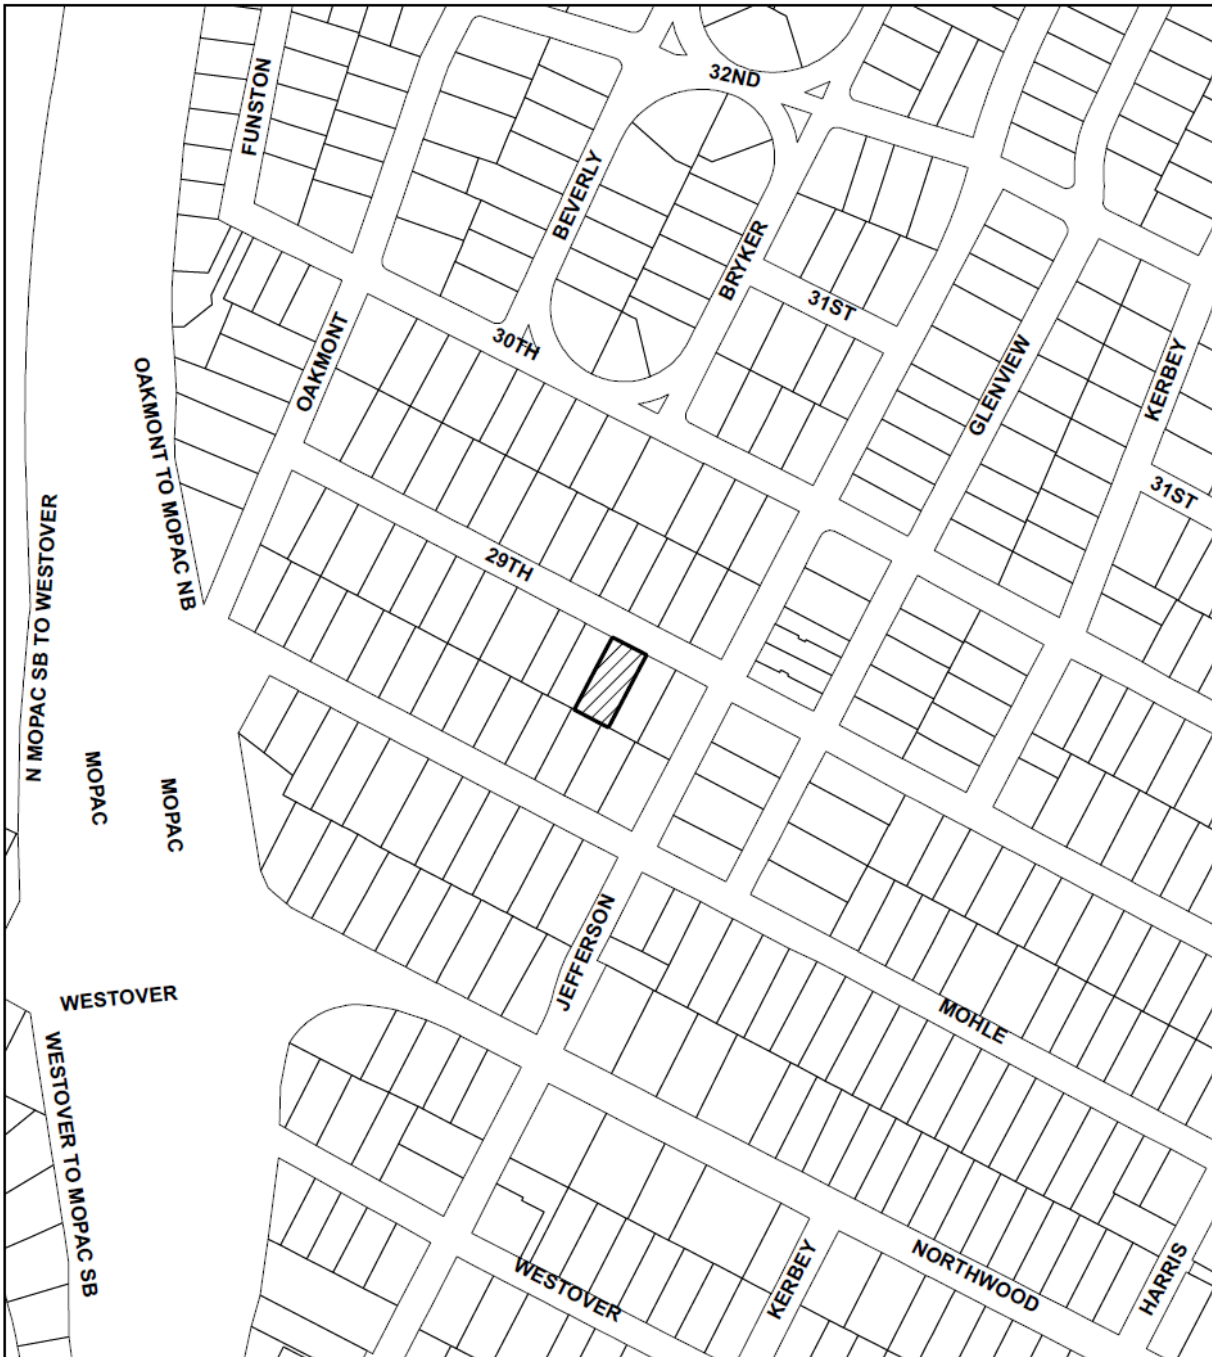 32ND
FUNSTON
BEVERLY
BRYKER
31ST
30TH
OAKMONT
GLENVIEW
KERBEY
OAKMONT TO MOPAC NB
31ST
N MOPAC SB TO WESTOVER
29TH
MOPAC
MOPAC
JEFFERSON
WESTOVER
MOHLE
WESTOVER TO MOPAC SB
WESTOVER
KERBEY
NORTHWOOD
HARRIS